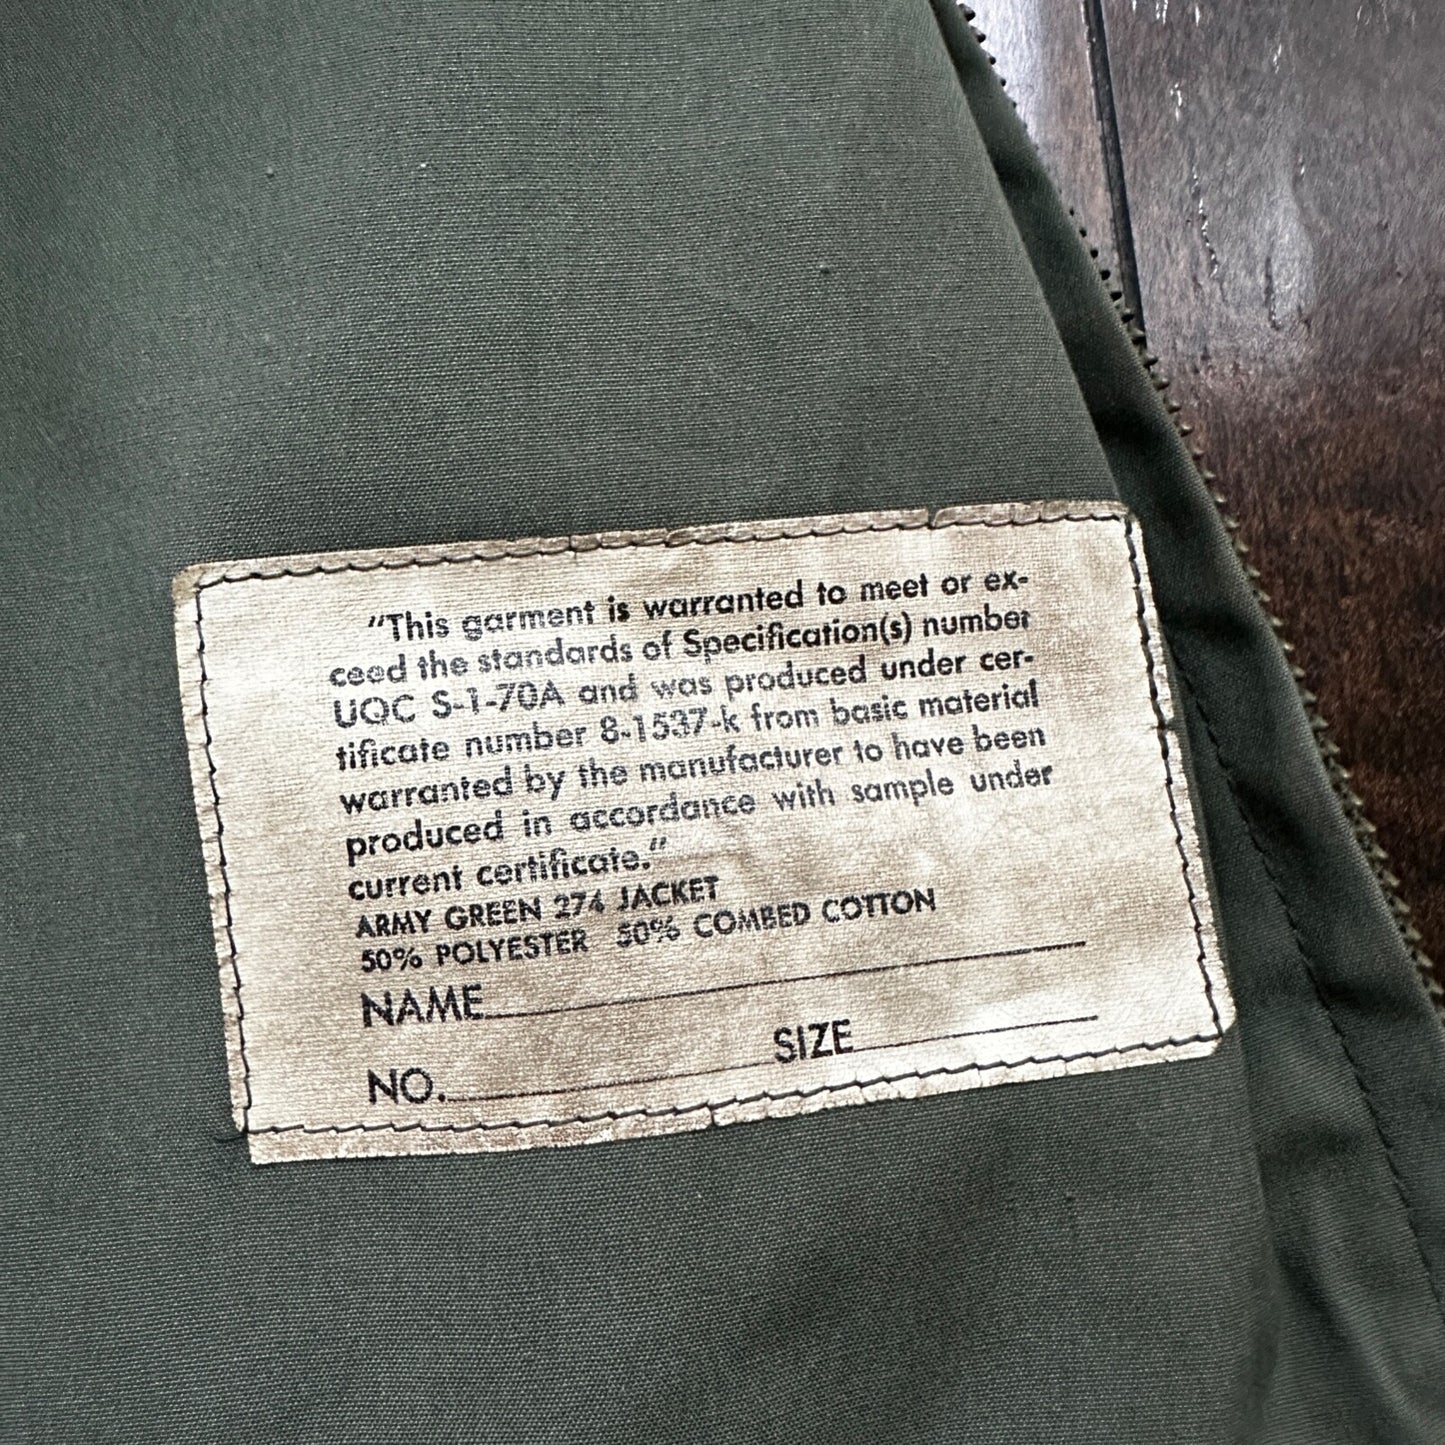 "This garment is warranted to meet or ex-
ceed the standards of Specification(s) number
UQC S-1-70A and was produced under cer-
tificate number 8-1537-k from basic material
warranted by the manufacturer to have been
produced in accordance with sample under
current certificate."
ARMY GREEN 274 JACKET
50% POLYESTER 50% COMBED COTTON
NAME
SIZE
NO.